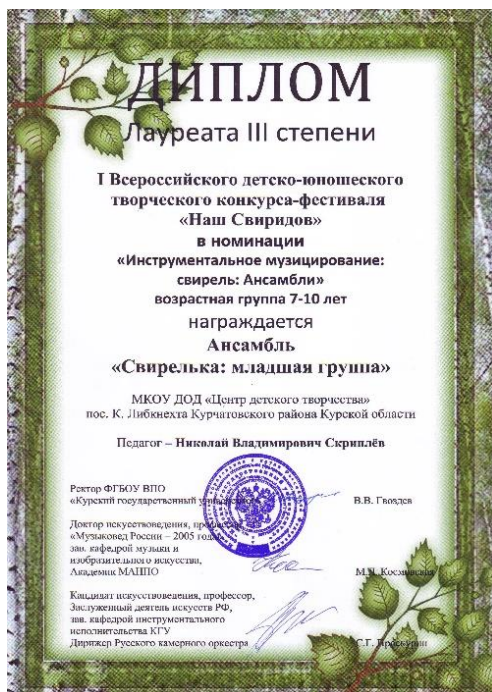 ДИПЛОМ
Лауреата III степени
I Всероссийского детско-юношеского
творческого конкурса-фестиваля
«Наш Свиридов»
в номинации
«Инструментальное музицирование:
свирель: Ансамбли»
возрастная группа 7-10 лет
награждается
Ансамбль
«Свирелька: младшая группа»
МКОУ ДОД «Центр детского творчества»
пос. К. Либкнехта Курчатовского района Курской области
Педагог – Николай Владимирович Скриплёв
Ректор ФГБОУ ВПО
«Курский государственный университет»
В.В. Гвоздев
Доктор искусствоведения, профессор,
«Музыковед России – 2005 года»,
зав. кафедрой музыки и
изобразительного искусства,
Академик МАНПО
Кандидат искусствоведения, профессор,
Заслуженный деятель искусств РФ,
зав. кафедрой инструментального
исполнительства КГУ
Дирижер Русского камерного оркестра
С.Г. Проскурин